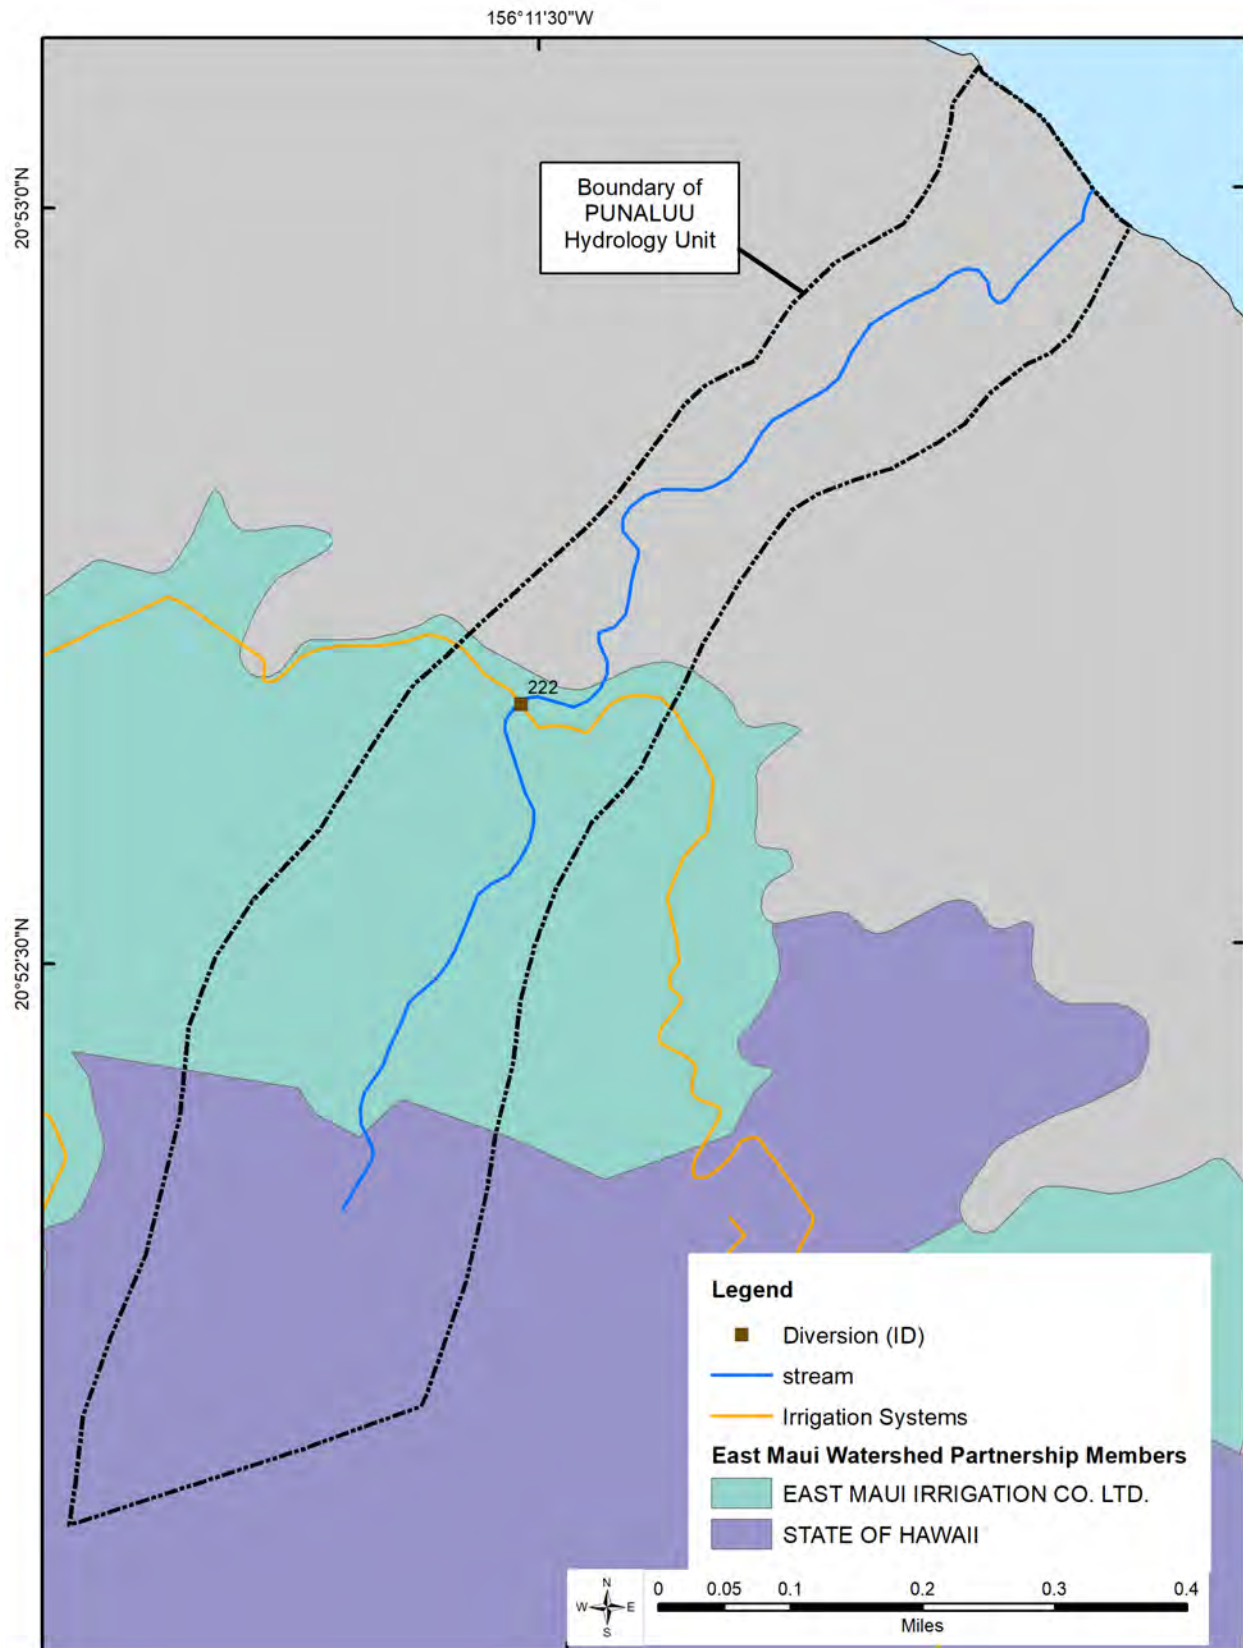 156°11'30"W
20°53'0"N
Boundary of
PUNALUU
Hydrology Unit
222
20°52'30"N
Legend
Diversion (ID)
stream
Irrigation Systems
East Maui Watershed Partnership Members
EAST MAUI IRRIGATION CO. LTD.
STATE OF HAWAII
N
W E
S
0 0.05 0.1 0.2 0.3 0.4
Miles